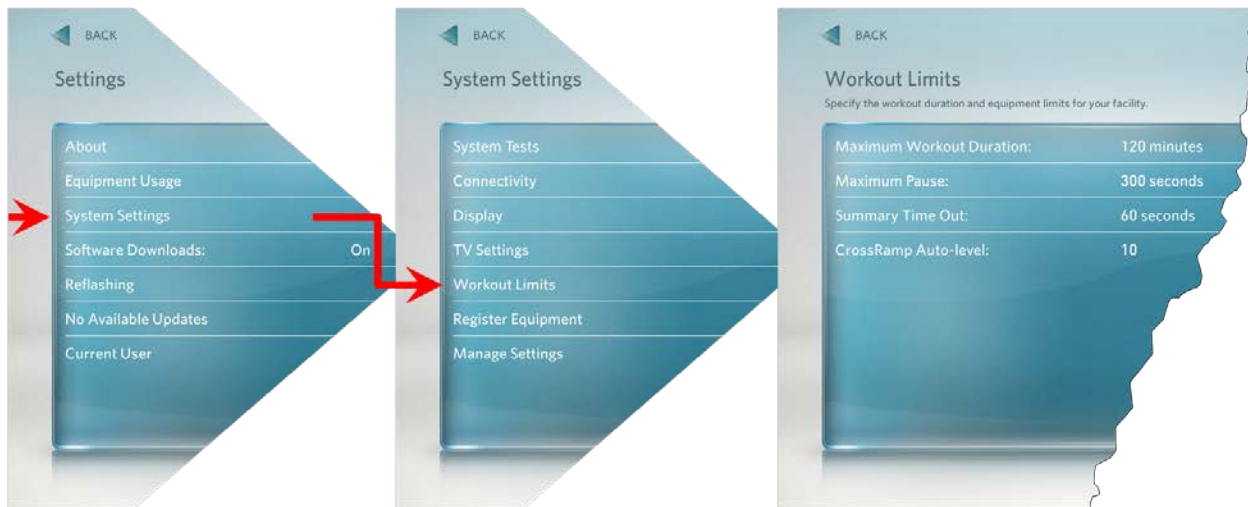 BACK
Settings
About
Equipment Usage
System Settings
Software Downloads: On
Reflashing
No Available Updates
Current User
BACK
System Settings
System Tests
Connectivity
Display
TV Settings
Workout Limits
Register Equipment
Manage Settings
BACK
Workout Limits
Specify the workout duration and equipment limits for your facility.
Maximum Workout Duration: 120 minutes
Maximum Pause: 300 seconds
Summary Time Out: 60 seconds
CrossRamp Auto-level: 10